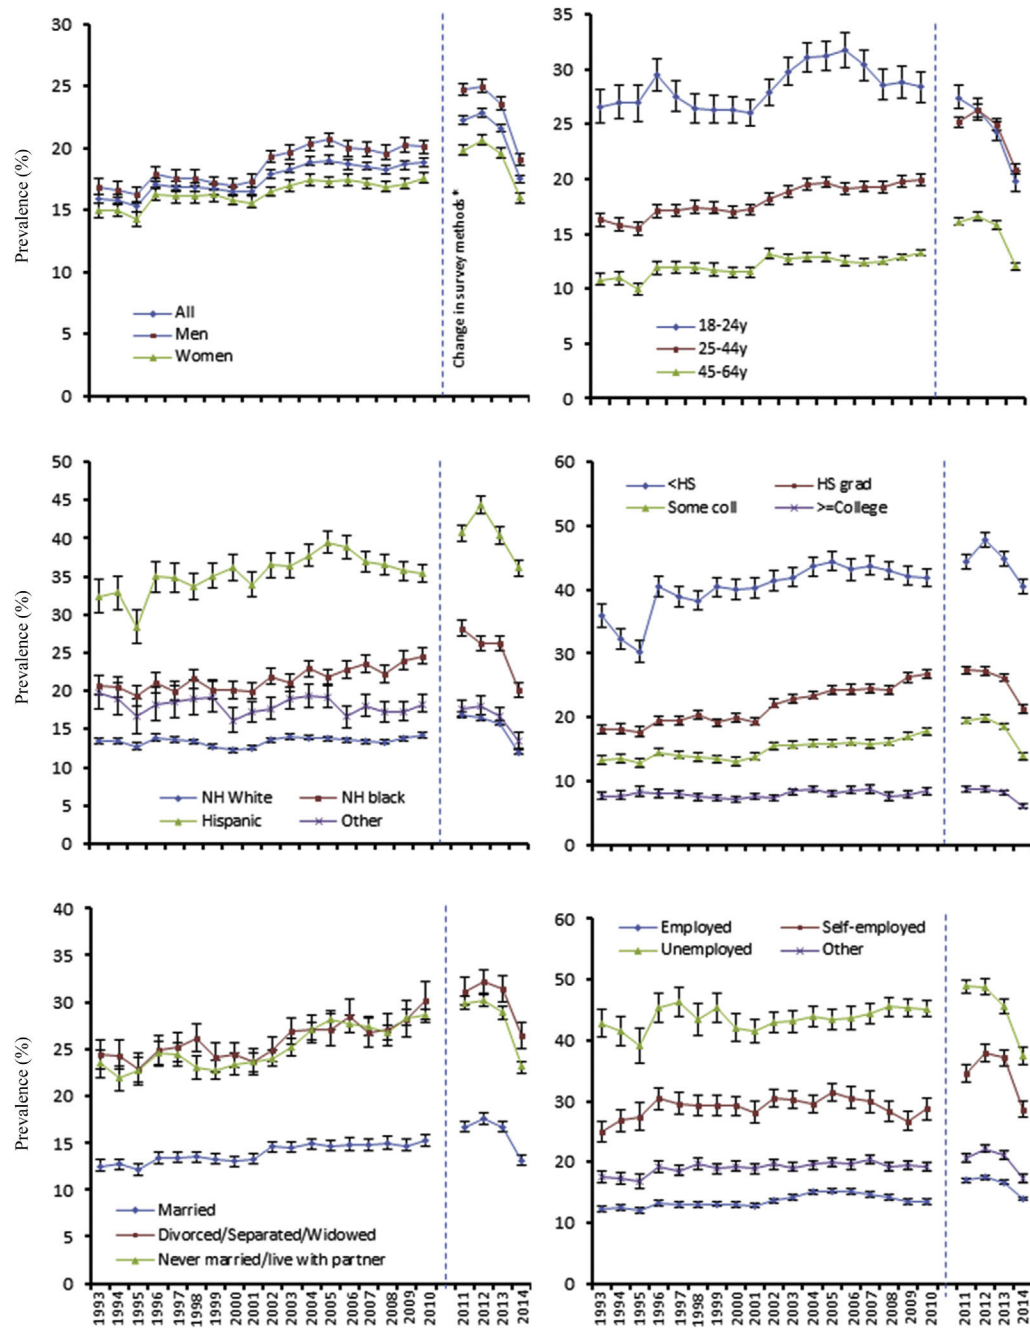 30
25
20
15
10
5
0
Prevalence (%)
All
Men
Women
Change in survey methods*
35
30
25
20
15
10
5
0
18-24y
25-44y
45-64y
50
45
40
35
30
25
20
15
10
5
0
Prevalence (%)
NH White NH black
Hispanic Other
60
50
40
30
20
10
0
<HS HS grad
Some coll >=College
40
35
30
25
20
15
10
5
0
Prevalence (%)
Married
Divorced/Separated/Widowed
Never married/live with partner
1993 1994 1995 1996 1997 1998 1999 2000 2001 2002 2003 2004 2005 2006 2007 2008 2009 2010 2011 2012 2013 2014
60
50
40
30
20
10
0
Employed Self-employed
Unemployed Other
1993 1994 1995 1996 1997 1998 1999 2000 2001 2002 2003 2004 2005 2006 2007 2008 2009 2010 2011 2012 2013 2014